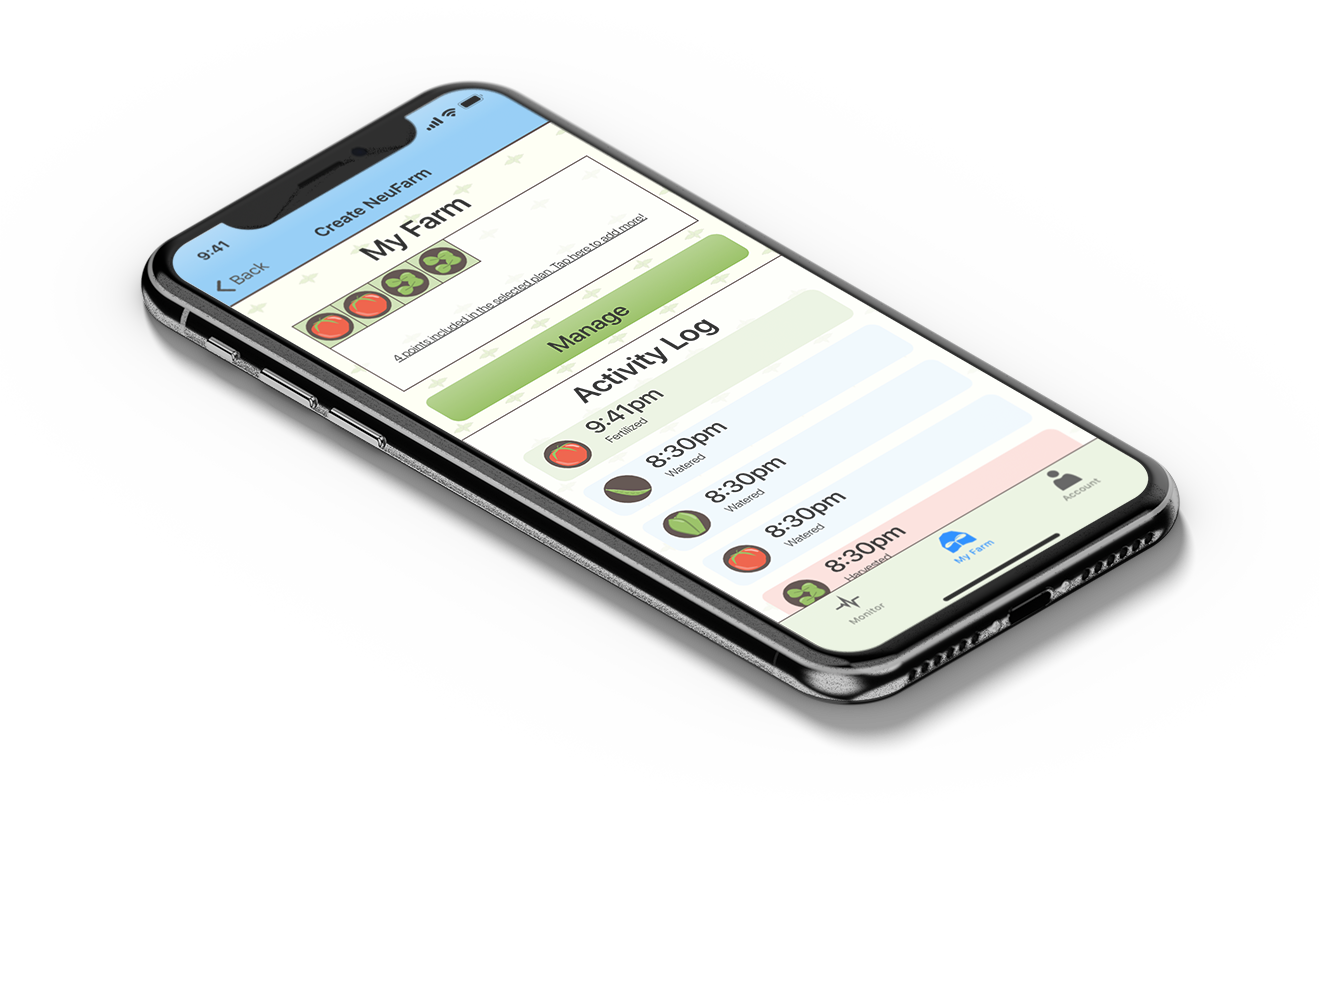 9:41
Back
Create NeuFarm
My Farm
4 points included in the selected plan. Tap here to add more!
Manage
Activity Log
9:41pm
Fertilized
8:30pm
Watered
8:30pm
Watered
8:30pm
Watered
8:30pm
Harvested
Monitor
My Farm
Account